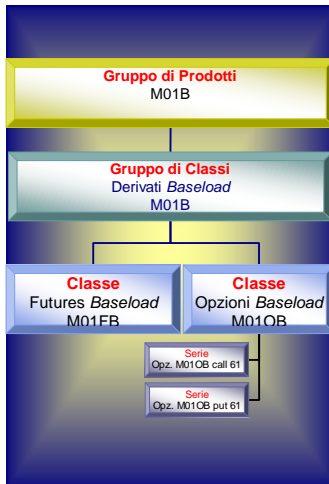 Gruppo di Prodotti
M01B
Gruppo di Classi
Derivati Baseload
M01B
Classe
Futures Baseload
M01FB
Classe
Opzioni Baseload
M01OB
Serie
Opz. M01OB call 61
Serie
Opz. M01OB put 61